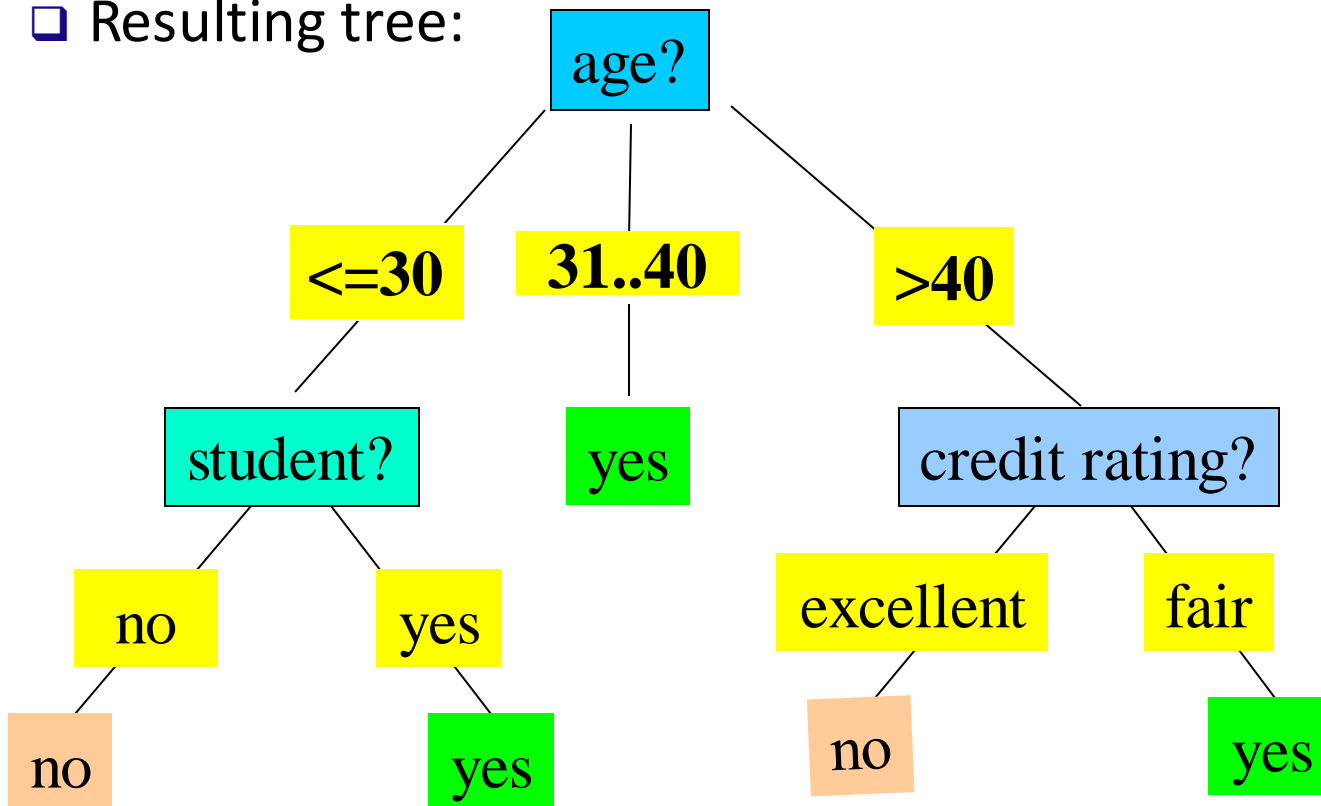 Resulting tree:
age?
<=30
31..40
>40
student?
yes
credit rating?
no
yes
excellent
fair
no
yes
no
yes